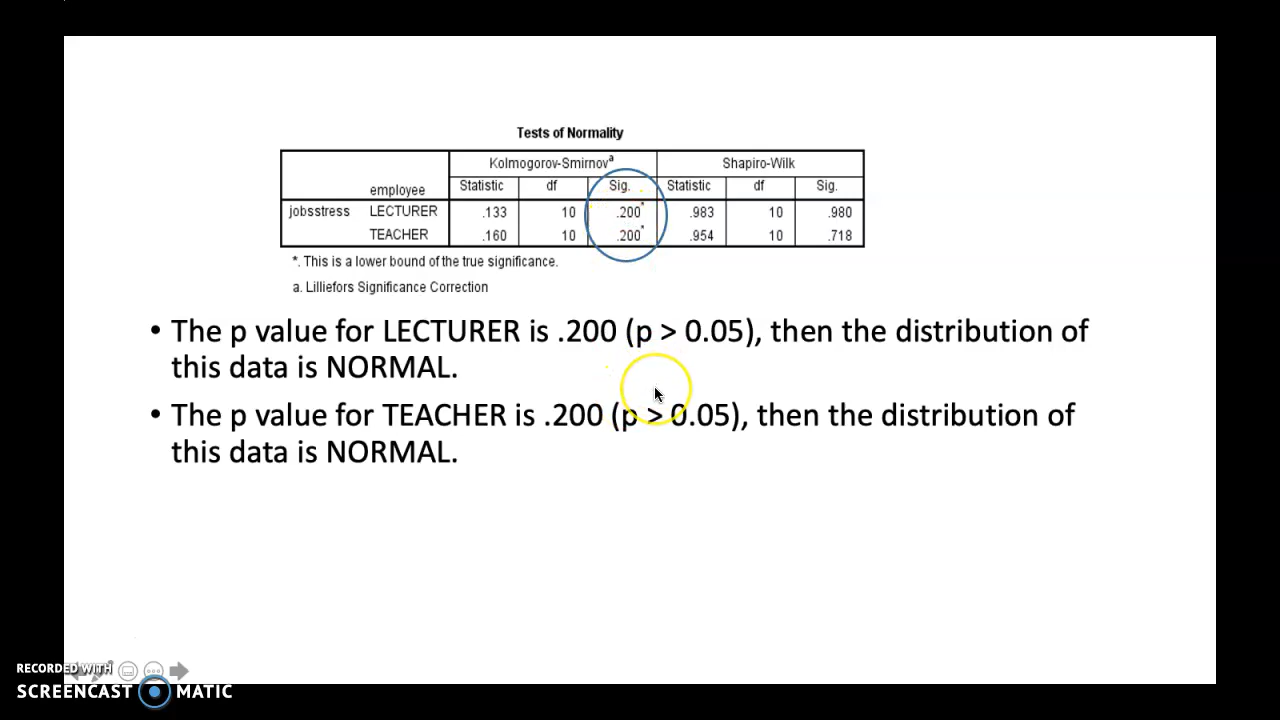 Tests of Normality
Kolmogorov-Smirnovᵃ Shapiro-Wilk
employee Statistic df Sig. Statistic df Sig.
jobsstress LECTURER .133 10 .200* .983 10 .980
TEACHER .160 10 .200* .954 10 .718
*. This is a lower bound of the true significance.
a. Lilliefors Significance Correction
• The p value for LECTURER is .200 (p > 0.05), then the distribution of
this data is NORMAL.
• The p value for TEACHER is .200 (p > 0.05), then the distribution of
this data is NORMAL.
RECORDED WITH
SCREENCAST MATIC